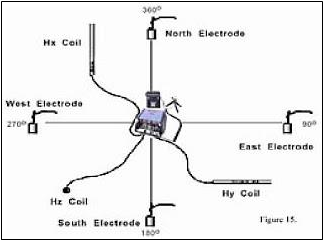 360°
North Electrode
Hx Coil
West Electrode
270°
90°
East Electrode
Hz Coil
Hy Coil
South Electrode
180°
Figure 15.